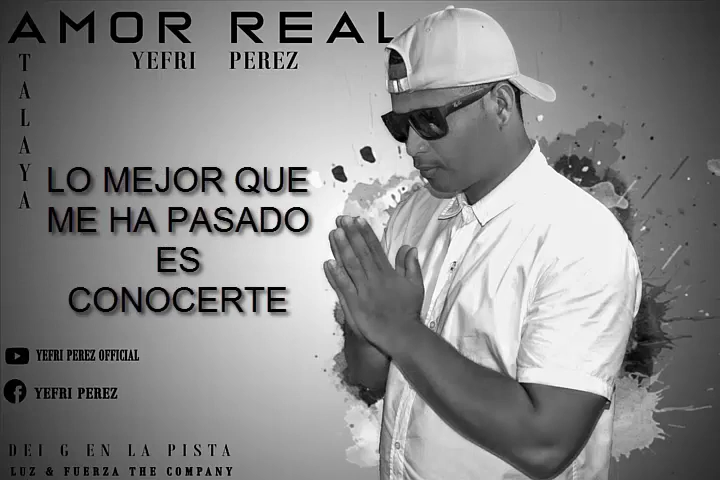 AMOR REAL
YEFRI PEREZ
TALAYA
LO MEJOR QUE
ME HA PASADO
ES
CONOCERTE
YEFRI PEREZ OFFICIAL
YEFRI PEREZ
DEI G EN LA PISTA
LUZ & FUERZA THE COMPANY